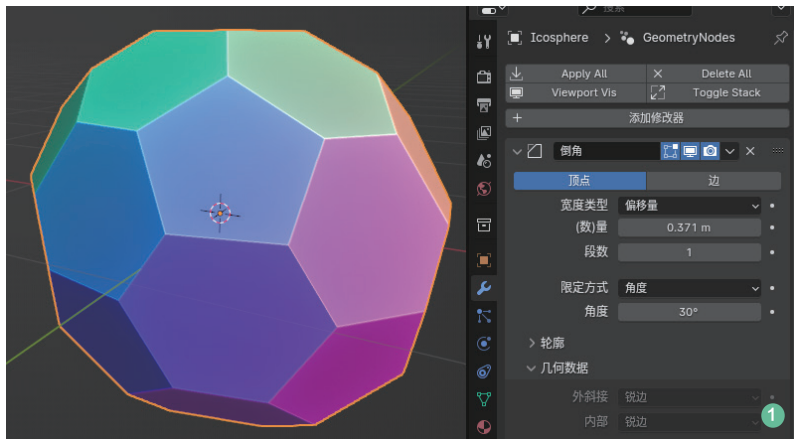 搜索
Icosphere > GeometryNodes
Apply All × Delete All
Viewport Vis Toggle Stack
+ 添加修改器
倒角
顶点 边
宽度类型 偏移量
(数)量 0.371 m
段数 1
限定方式 角度
角度 30°
轮廓
几何数据
外斜接 锐边
内部 锐边
1